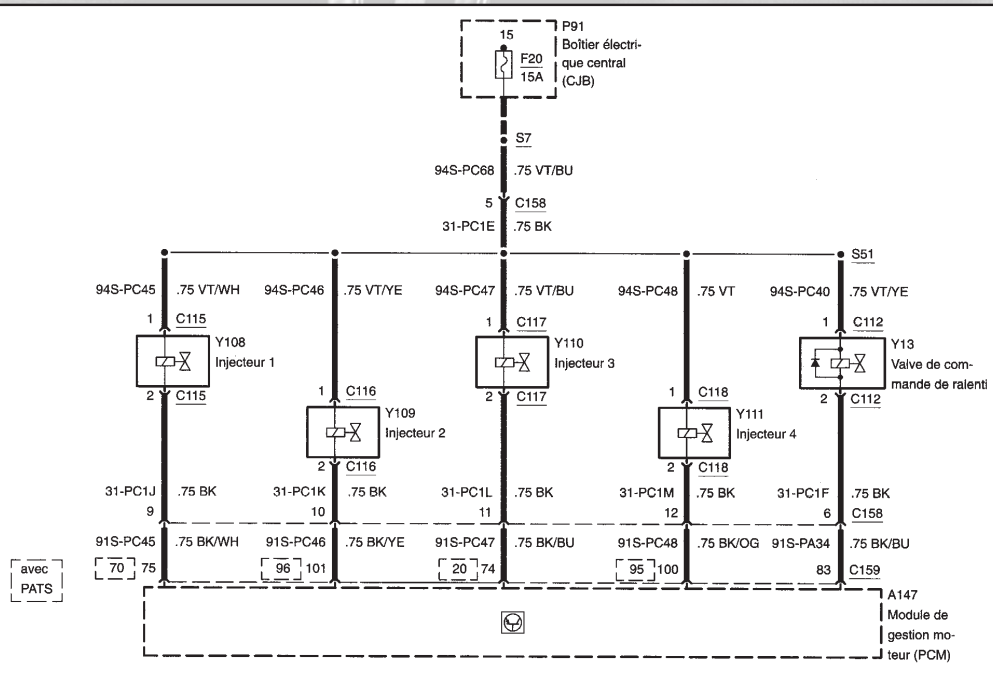 15
P91
Boîtier électri-
que central
(CJB)
F20
15A
S7
94S-PC68 .75 VT/BU
5 C158
31-PC1E .75 BK
S51
94S-PC45 .75 VT/WH 94S-PC46 .75 VT/YE 94S-PC47 .75 VT/BU 94S-PC48 .75 VT 94S-PC40 .75 VT/YE
1 C115 1 C117 1 C112
Y108
Injecteur 1
Y110
Injecteur 3
Y13
Valve de com-
mande de ralenti
2 C115 1 C116 2 C117 1 C118 2 C112
Y109
Injecteur 2
Y111
Injecteur 4
2 C116 2 C118
31-PC1J .75 BK 31-PC1K .75 BK 31-PC1L .75 BK 31-PC1M .75 BK 31-PC1F .75 BK
9 10 11 12 6 C158
91S-PC45 .75 BK/WH 91S-PC46 .75 BK/YE 91S-PC47 .75 BK/BU 91S-PC48 .75 BK/OG 91S-PA34 .75 BK/BU
avec
PATS
70 75 96 101 20 74 95 100 83 C159
A147
Module de
gestion mo-
teur (PCM)